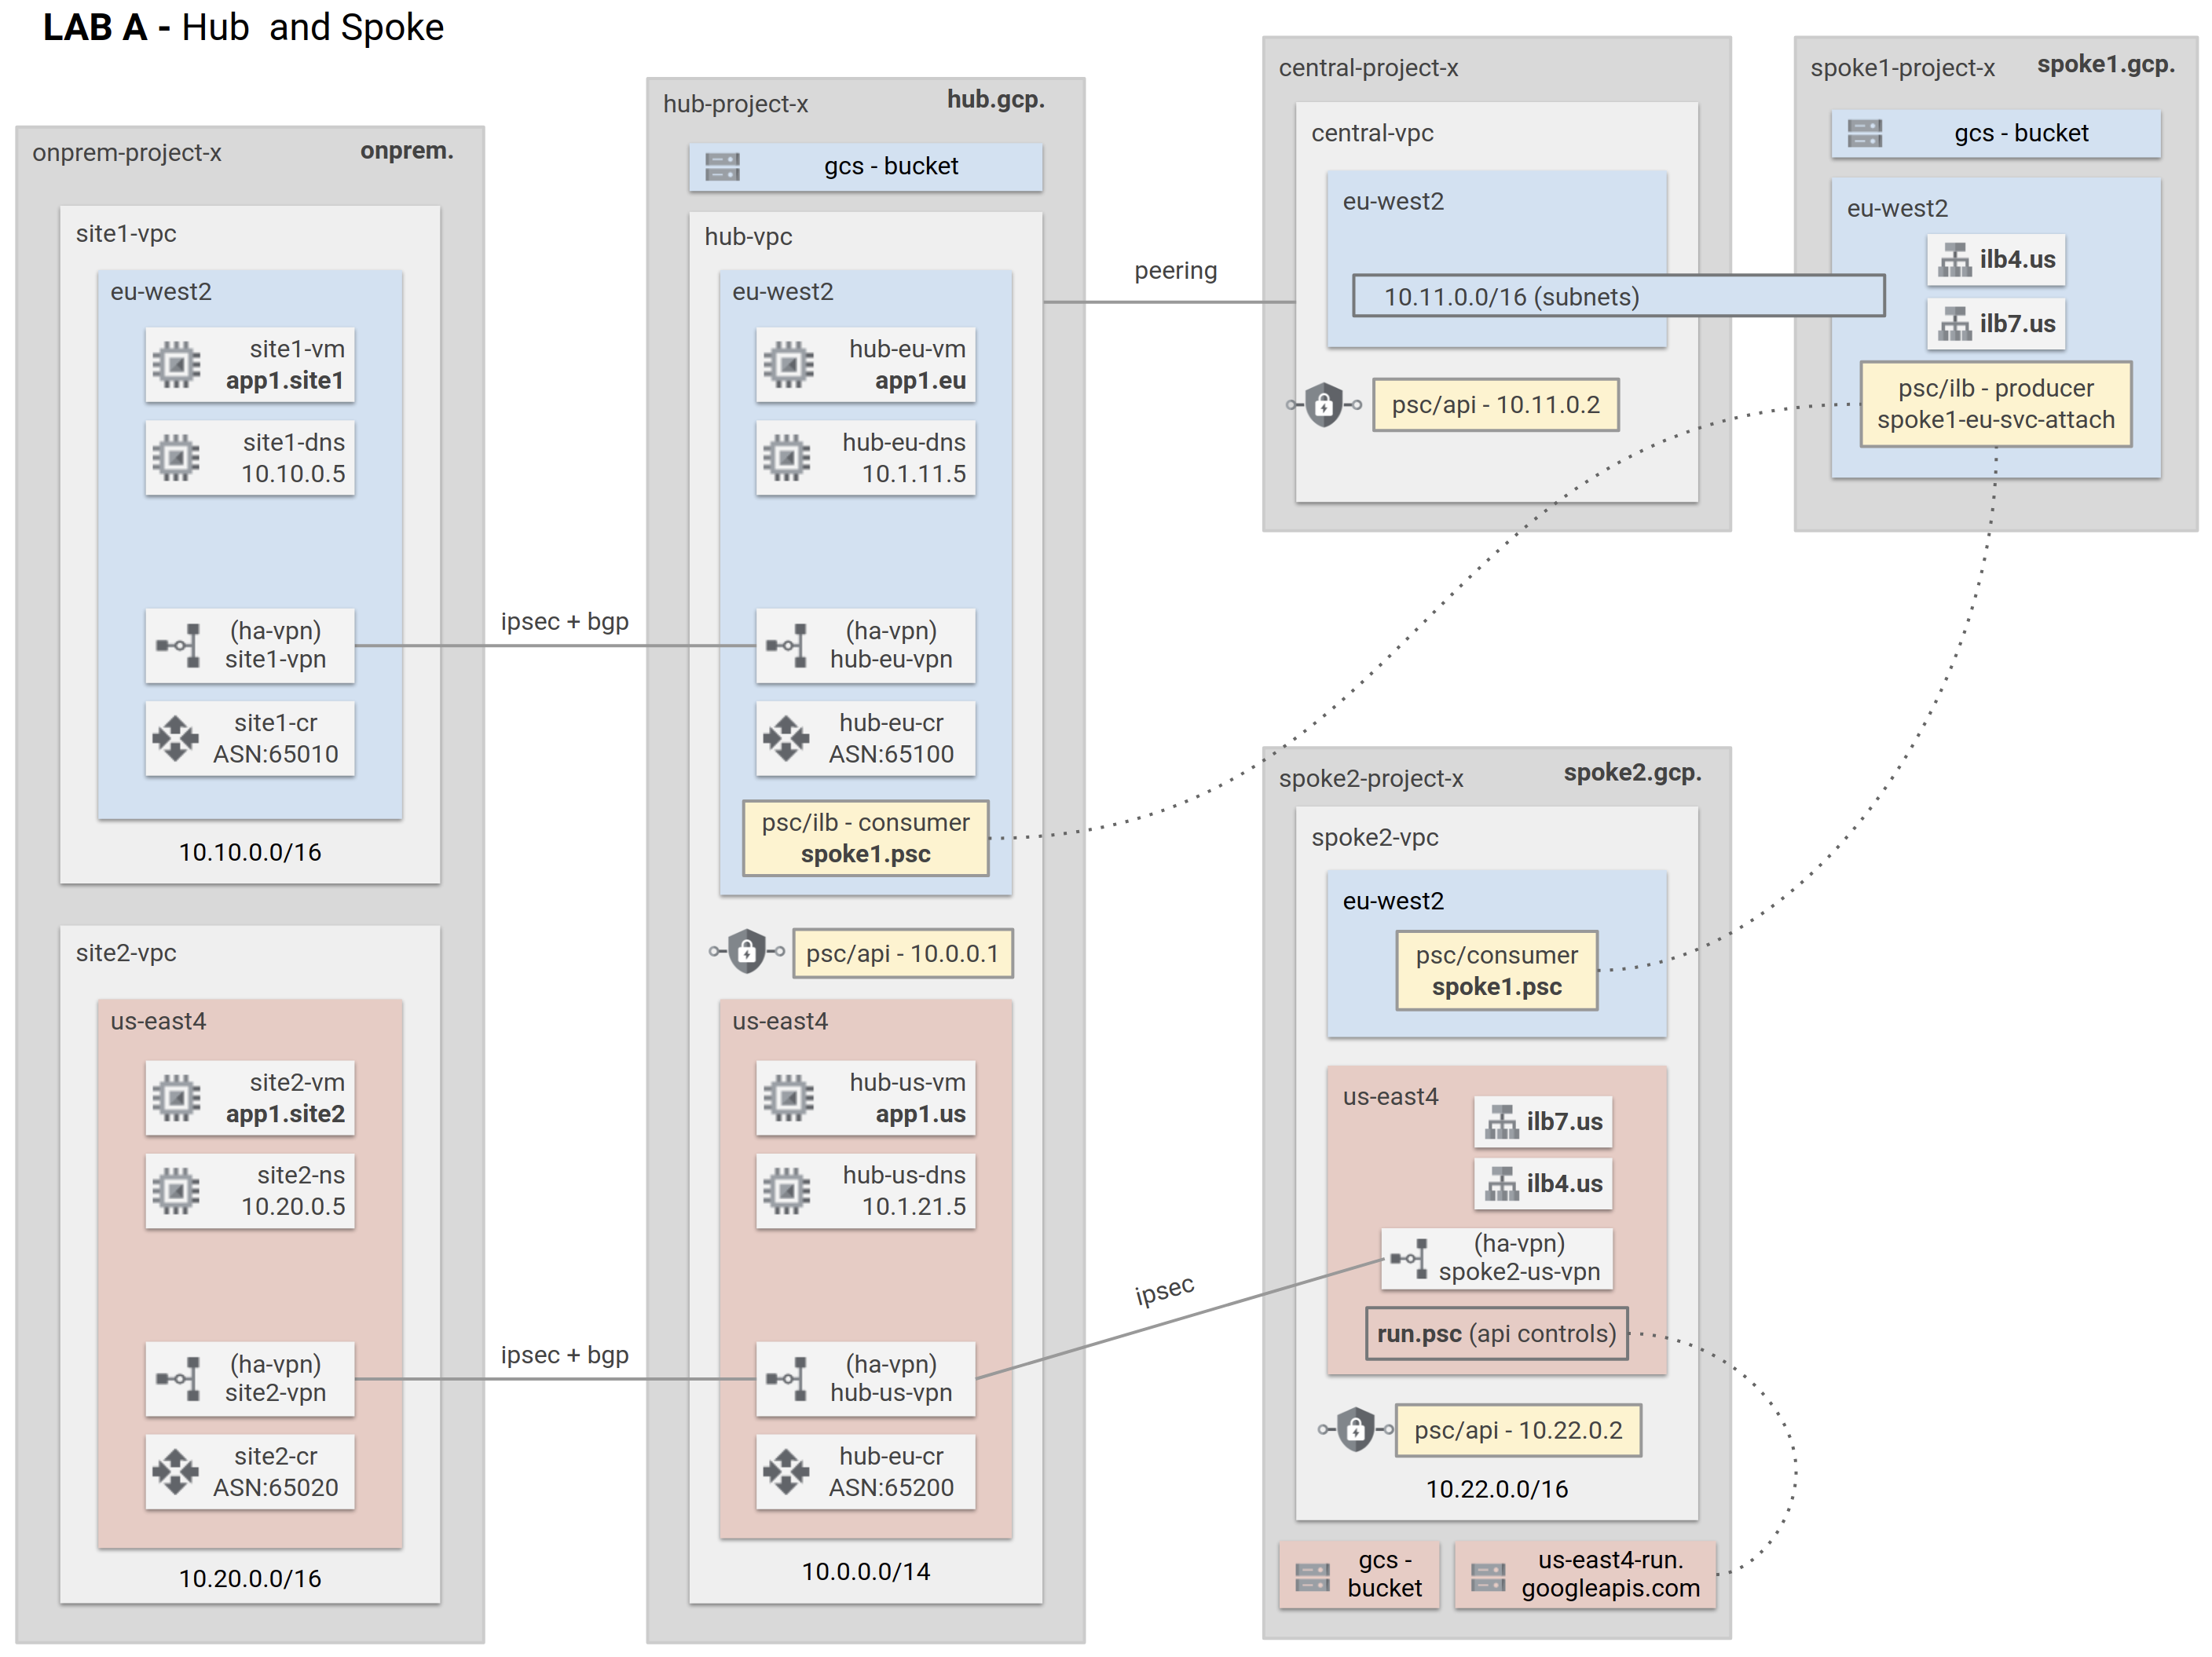 LAB A - Hub and Spoke
onprem-project-x
onprem.
site1-vpc
eu-west2
site1-vm
app1.site1
site1-dns
10.10.0.5
(ha-vpn)
site1-vpn
site1-cr
ASN:65010
10.10.0.0/16
site2-vpc
us-east4
site2-vm
app1.site2
site2-ns
10.20.0.5
(ha-vpn)
site2-vpn
site2-cr
ASN:65020
10.20.0.0/16
ipsec + bgp
ipsec + bgp
hub-project-x
hub.gcp.
gcs - bucket
hub-vpc
eu-west2
hub-eu-vm
app1.eu
hub-eu-dns
10.1.11.5
(ha-vpn)
hub-eu-vpn
hub-eu-cr
ASN:65100
psc/ilb - consumer
spoke1.psc
psc/api - 10.0.0.1
us-east4
hub-us-vm
app1.us
hub-us-dns
10.1.21.5
(ha-vpn)
hub-us-vpn
hub-eu-cr
ASN:65200
10.0.0.0/14
peering
ipsec
central-project-x
central-vpc
eu-west2
10.11.0.0/16 (subnets)
psc/api - 10.11.0.2
spoke1-project-x
spoke1.gcp.
gcs - bucket
eu-west2
ilb4.us
ilb7.us
psc/ilb - producer
spoke1-eu-svc-attach
spoke2-project-x
spoke2.gcp.
spoke2-vpc
eu-west2
psc/consumer
spoke1.psc
us-east4
ilb7.us
ilb4.us
(ha-vpn)
spoke2-us-vpn
run.psc (api controls)
psc/api - 10.22.0.2
10.22.0.0/16
gcs -
bucket
us-east4-run.
googleapis.com